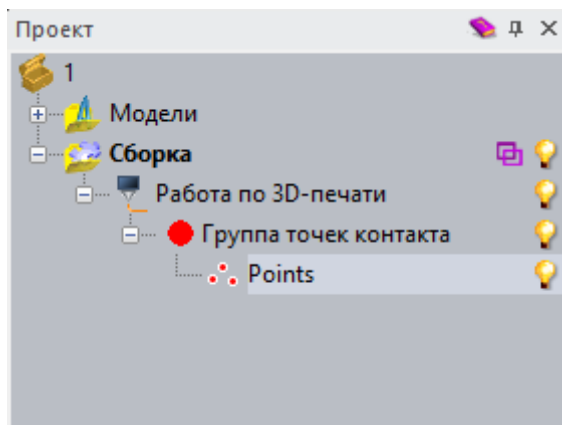 Проект
1
Модели
Сборка
Работа по 3D-печати
Группа точек контакта
Points